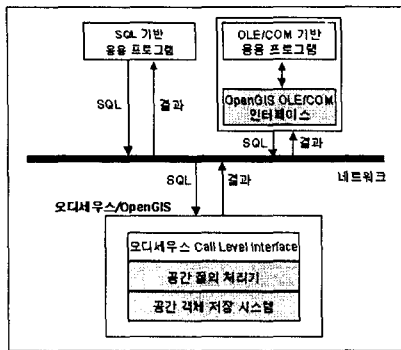 SQL 기반
응용 프로그램
OLE/COM 기반
응용 프로그램
OpenGIS OLE/COM
인터페이스
SQL
결과
SQL
결과
네트워크
SQL
결과
오디세우스/OpenGIS
오디세우스 Call Level Interface
공간 질의 처리기
공간 객체 저장 시스템